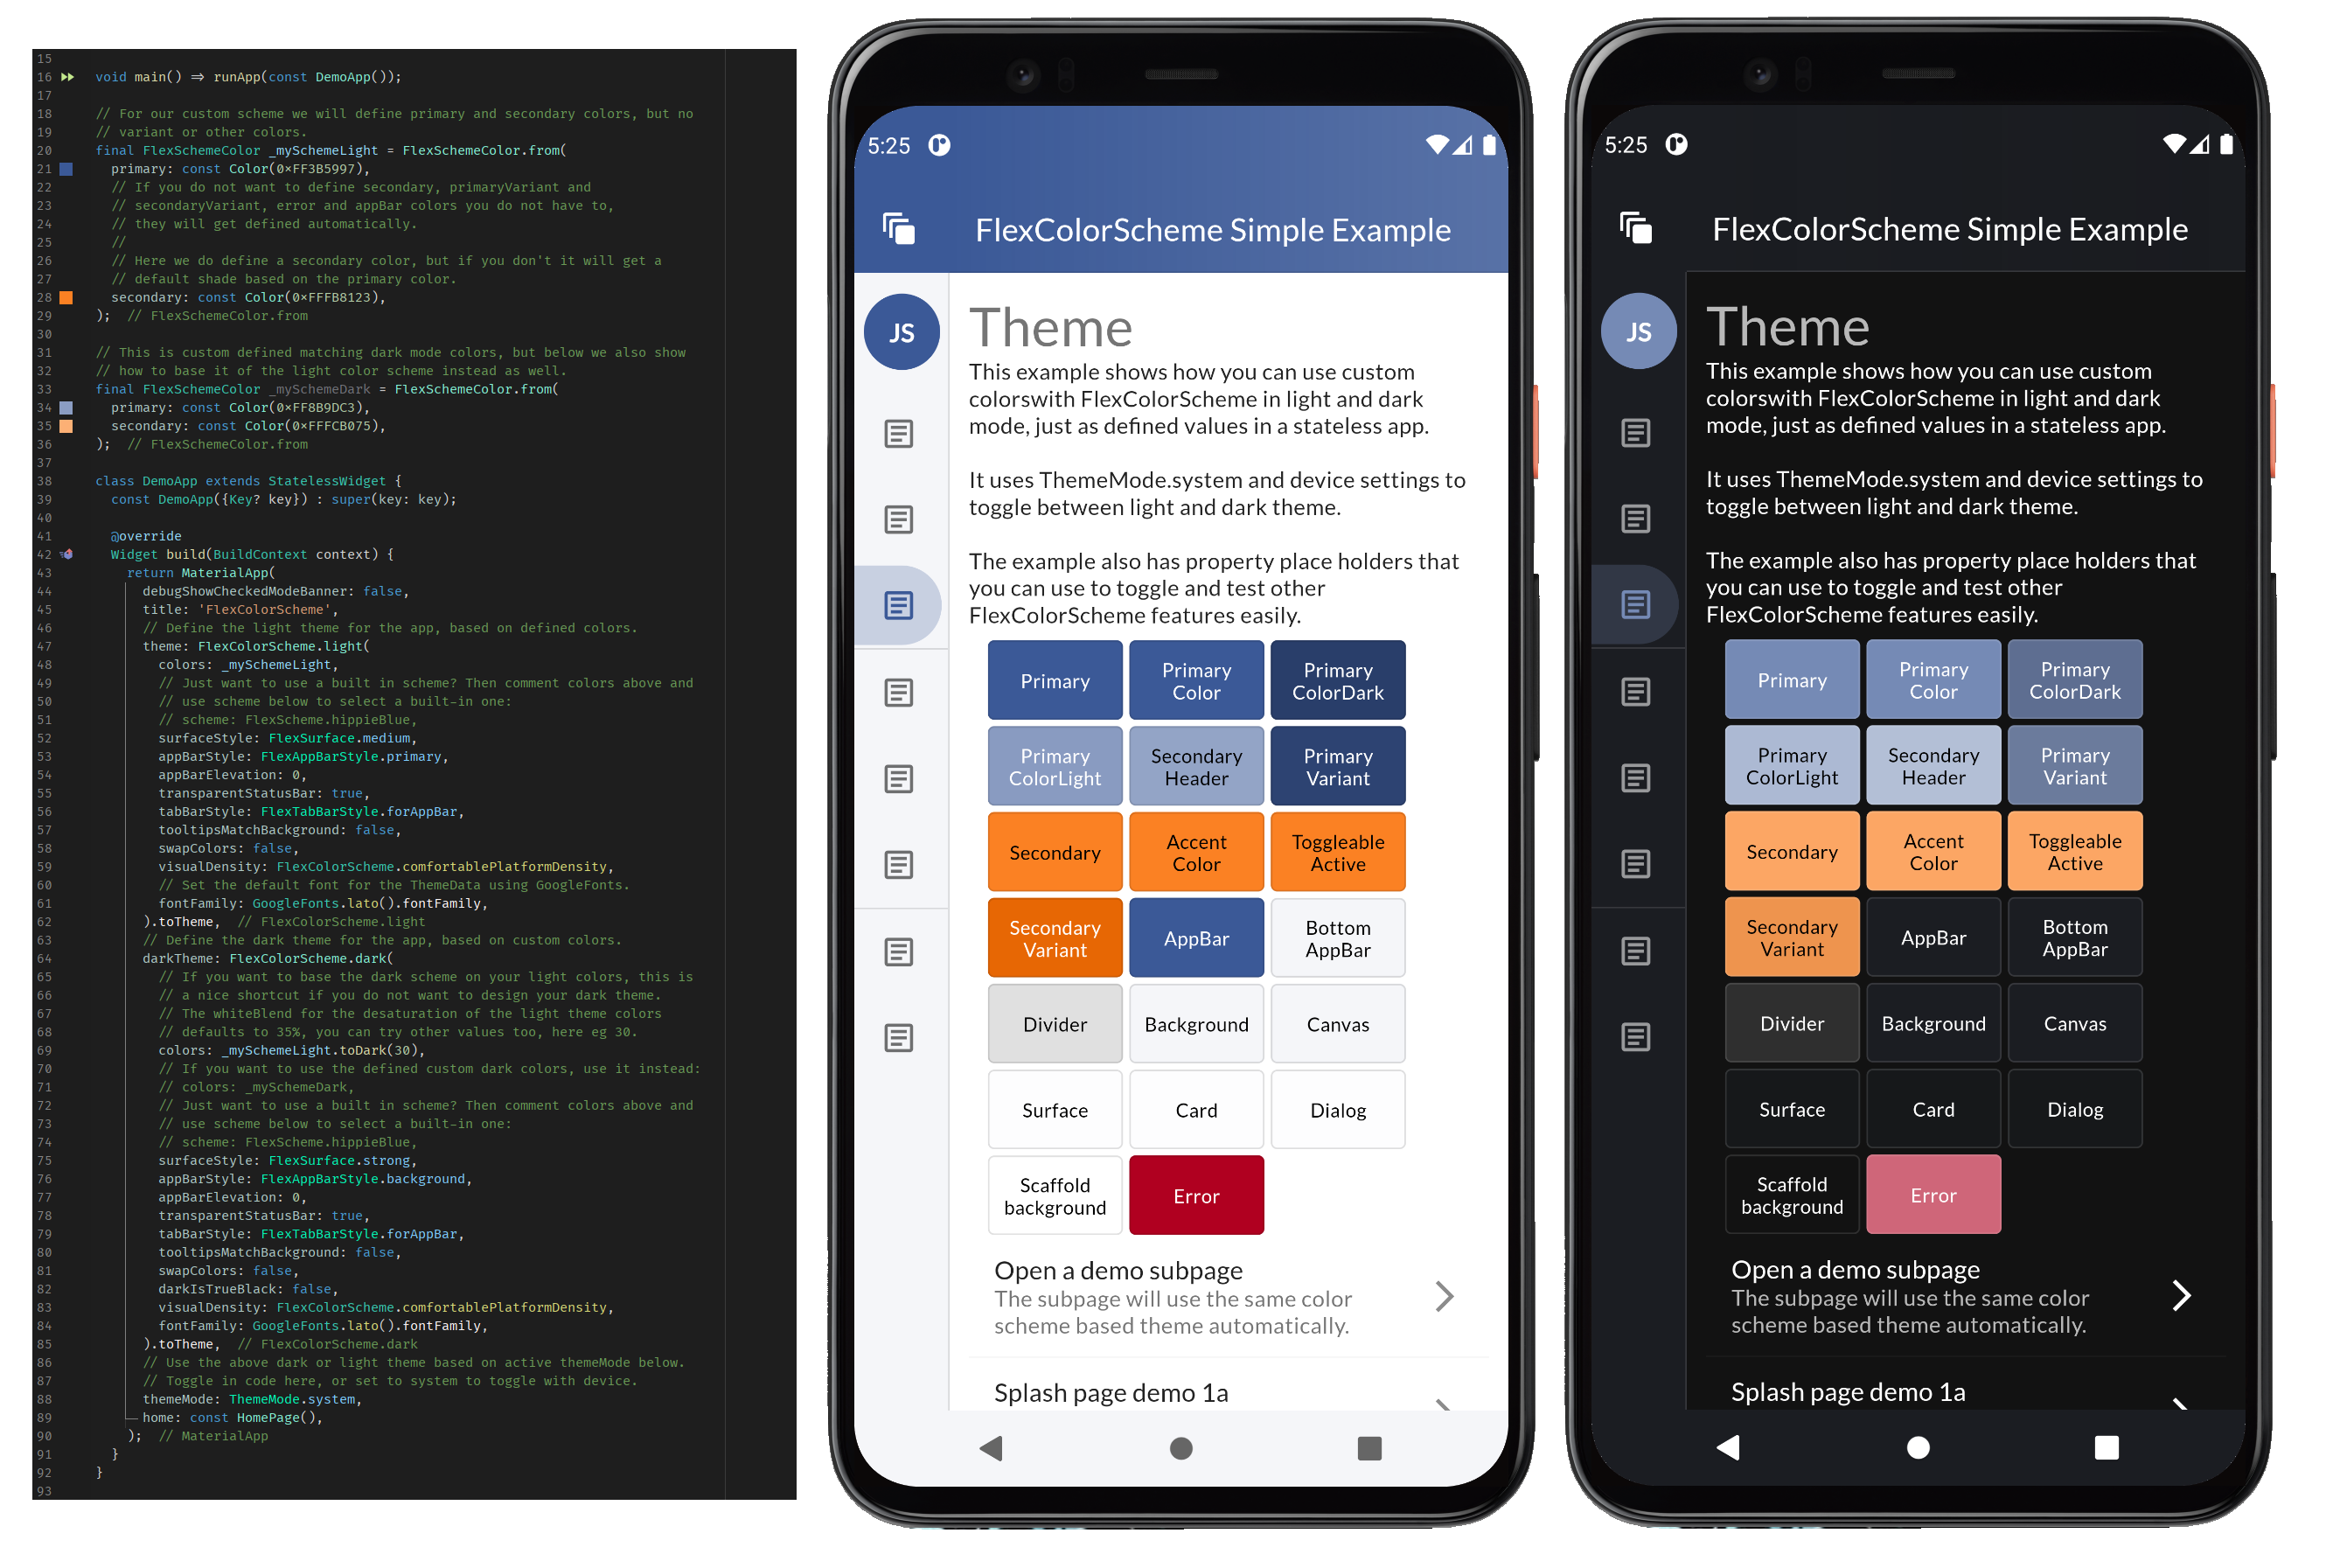 15
16 void main() => runApp(const DemoApp());
17
18 // For our custom scheme we will define primary and secondary colors, but no
19 // variant or other colors.
20 final FlexSchemeColor _mySchemeLight = FlexSchemeColor.from(
21 primary: const Color(0xFF3B5997),
22 // If you do not want to define secondary, primaryVariant and
23 // secondaryVariant, error and appBar colors you do not have to,
24 // they will get defined automatically.
25 //
26 // Here we do define a secondary color, but if you don't it will get a
27 // default shade based on the primary color.
28 secondary: const Color(0xFFFB8123),
29 ); // FlexSchemeColor.from
30
31 // This is custom defined matching dark mode colors, but below we also show
32 // how to base it of the light color scheme instead as well.
33 final FlexSchemeColor _mySchemeDark = FlexSchemeColor.from(
34 primary: const Color(0xFF8B9DC3),
35 secondary: const Color(0xFFFCB075),
36 ); // FlexSchemeColor.from
37
38 class DemoApp extends StatelessWidget {
39 const DemoApp({Key? key}) : super(key: key);
40
41 @override
42 Widget build(BuildContext context) {
43 return MaterialApp(
44 debugShowCheckedModeBanner: false,
45 title: 'FlexColorScheme',
46 // Define the light theme for the app, based on defined colors.
47 theme: FlexColorScheme.light(
48 colors: _mySchemeLight,
49 // Just want to use a built in scheme? Then comment colors above and
50 // use scheme below to select a built-in one:
51 // scheme: FlexScheme.hippieBlue,
52 surfaceStyle: FlexSurface.medium,
53 appBarStyle: FlexAppBarStyle.primary,
54 appBarElevation: 0,
55 transparentStatusBar: true,
56 tabBarStyle: FlexTabBarStyle.forAppBar,
57 tooltipsMatchBackground: false,
58 swapColors: false,
59 visualDensity: FlexColorScheme.comfortablePlatformDensity,
60 // Set the default font for the ThemeData using GoogleFonts.
61 fontFamily: GoogleFonts.lato().fontFamily,
62 ).toTheme, // FlexColorScheme.light
63 // Define the dark theme for the app, based on custom colors.
64 darkTheme: FlexColorScheme.dark(
65 // If you want to base the dark scheme on your light colors, this is
66 // a nice shortcut if you do not want to design your dark theme.
67 // The whiteBlend for the desaturation of the light theme colors
68 // defaults to 35%, you can try other values too, here eg 30.
69 colors: _mySchemeLight.toDark(30),
70 // If you want to use the defined custom dark colors, use it instead:
71 // colors: _mySchemeDark,
72 // Just want to use a built in scheme? Then comment colors above and
73 // use scheme below to select a built-in one:
74 // scheme: FlexScheme.hippieBlue,
75 surfaceStyle: FlexSurface.strong,
76 appBarStyle: FlexAppBarStyle.background,
77 appBarElevation: 0,
78 transparentStatusBar: true,
79 tabBarStyle: FlexTabBarStyle.forAppBar,
80 tooltipsMatchBackground: false,
81 swapColors: false,
82 darkIsTrueBlack: false,
83 visualDensity: FlexColorScheme.comfortablePlatformDensity,
84 fontFamily: GoogleFonts.lato().fontFamily,
85 ).toTheme, // FlexColorScheme.dark
86 // Use the above dark or light theme based on active themeMode below.
87 // Toggle in code here, or set to system to toggle with device.
88 themeMode: ThemeMode.system,
89 home: const HomePage(),
90 ); // MaterialApp
91 }
92 }
93
5:25
FlexColorScheme Simple Example
JS
Theme
This example shows how you can use custom
colorswith FlexColorScheme in light and dark
mode, just as defined values in a stateless app.
It uses ThemeMode.system and device settings to
toggle between light and dark theme.
The example also has property place holders that
you can use to toggle and test other
FlexColorScheme features easily.
Primary
Primary
Color
Primary
ColorDark
Primary
ColorLight
Secondary
Header
Primary
Variant
Secondary
Accent
Color
Toggleable
Active
Secondary
Variant
AppBar
Bottom
AppBar
Divider
Background
Canvas
Surface
Card
Dialog
Scaffold
background
Error
Open a demo subpage
The subpage will use the same color
scheme based theme automatically.
Splash page demo 1a
5:25
FlexColorScheme Simple Example
JS
Theme
This example shows how you can use custom
colorswith FlexColorScheme in light and dark
mode, just as defined values in a stateless app.
It uses ThemeMode.system and device settings to
toggle between light and dark theme.
The example also has property place holders that
you can use to toggle and test other
FlexColorScheme features easily.
Primary
Primary
Color
Primary
ColorDark
Primary
ColorLight
Secondary
Header
Primary
Variant
Secondary
Accent
Color
Toggleable
Active
Secondary
Variant
AppBar
Bottom
AppBar
Divider
Background
Canvas
Surface
Card
Dialog
Scaffold
background
Error
Open a demo subpage
The subpage will use the same color
scheme based theme automatically.
Splash page demo 1a